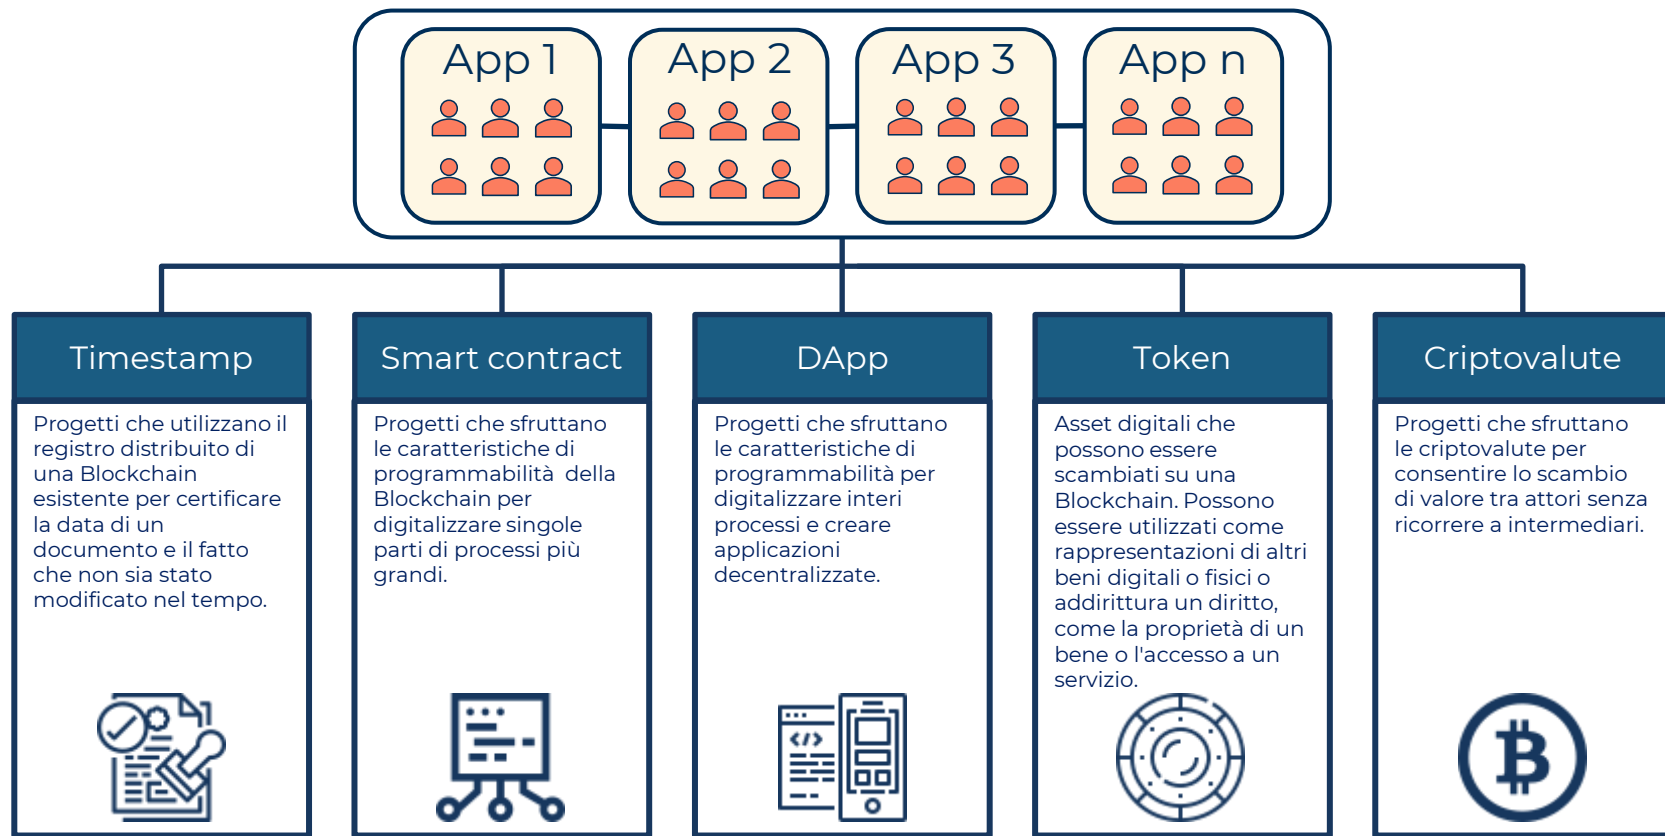 App 1
App 2
App 3
App n
Timestamp
Progetti che utilizzano il
registro distribuito di
una Blockchain
esistente per certificare
la data di un
documento e il fatto
che non sia stato
modificato nel tempo.
Smart contract
Progetti che sfruttano
le caratteristiche di
programmabilità della
Blockchain per
digitalizzare singole
parti di processi più
grandi.
DApp
Progetti che sfruttano
le caratteristiche di
programmabilità per
digitalizzare interi
processi e creare
applicazioni
decentralizzate.
Token
Asset digitali che
possono essere
scambiati su una
Blockchain. Possono
essere utilizzati come
rappresentazioni di altri
beni digitali o fisici o
addirittura un diritto,
come la proprietà di un
bene o l'accesso a un
servizio.
Criptovalute
Progetti che sfruttano
le criptovalute per
consentire lo scambio
di valore tra attori senza
ricorrere a intermediari.